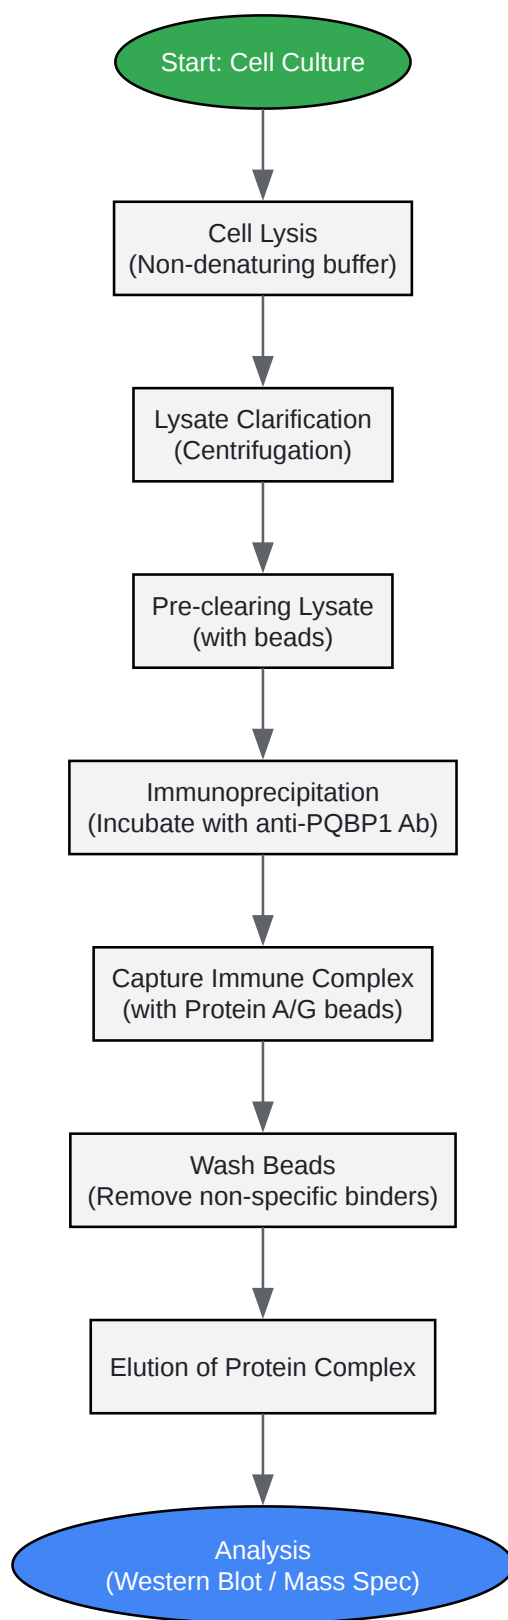 Start: Cell Culture
Cell Lysis
(Non-denaturing buffer)
Lysate Clarification
(Centrifugation)
Pre-clearing Lysate
(with beads)
Immunoprecipitation
(Incubate with anti-PQBP1 Ab)
Capture Immune Complex
(with Protein A/G beads)
Wash Beads
(Remove non-specific binders)
Elution of Protein Complex
Analysis
(Western Blot / Mass Spec)